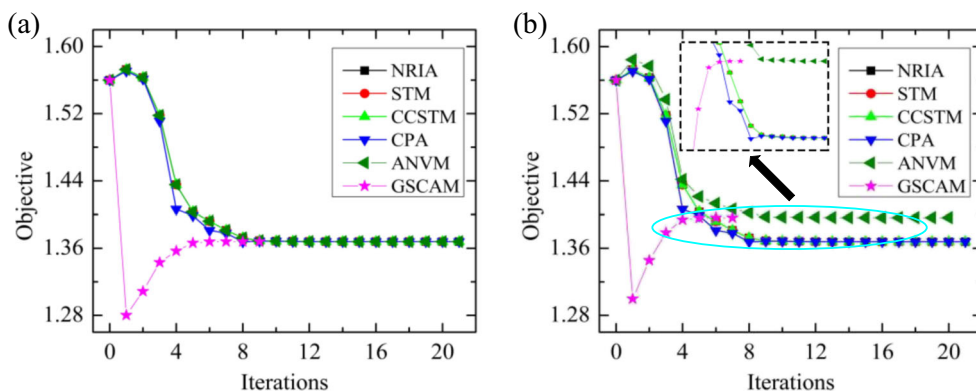 (a)
1.60
1.52
1.44
1.36
1.28
Objective
0 4 8 12 16 20
Iterations
NRIA
STM
CCSTM
CPA
ANVM
GSCAM
(b)
1.60
1.52
1.44
1.36
1.28
Objective
0 4 8 12 16 20
Iterations
NRIA
STM
CCSTM
CPA
ANVM
GSCAM